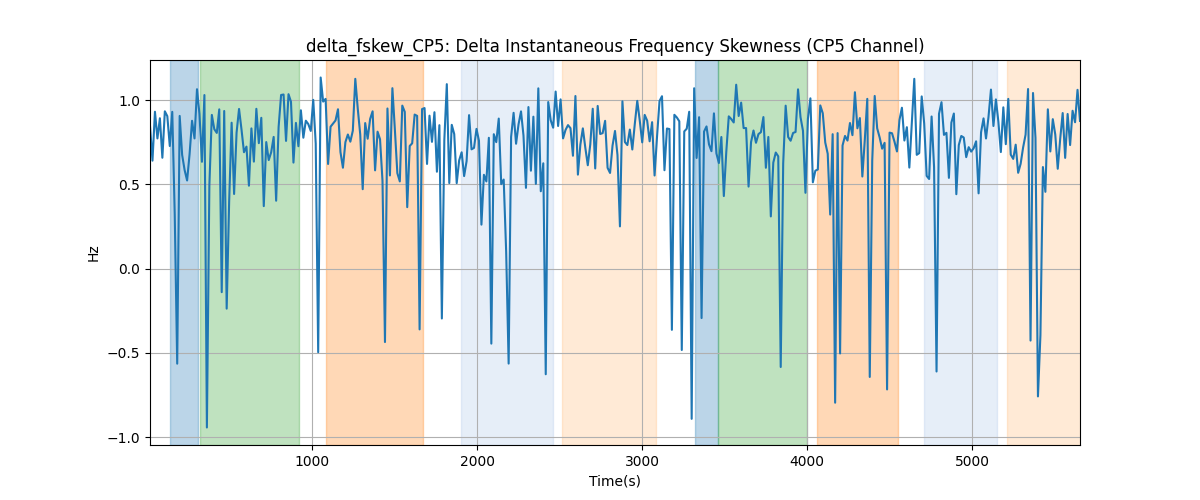 delta_fskew_CP5: Delta Instantaneous Frequency Skewness (CP5 Channel)
1.0
0.5
0.0
−0.5
−1.0
Hz
1000 2000 3000 4000 5000
Time(s)